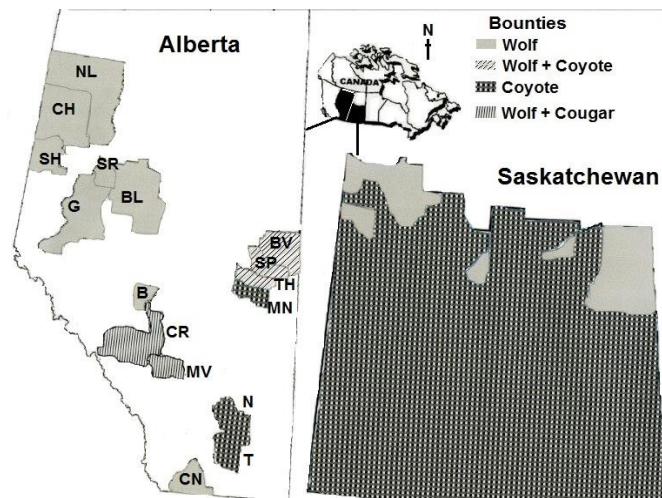 Alberta
N
CANADA
Bounties
Wolf
Wolf + Coyote
Coyote
Wolf + Cougar
Saskatchewan
NL
CH
SH
SR
G
BL
BV
SP
TH
MN
B
CR
MV
N
T
CN